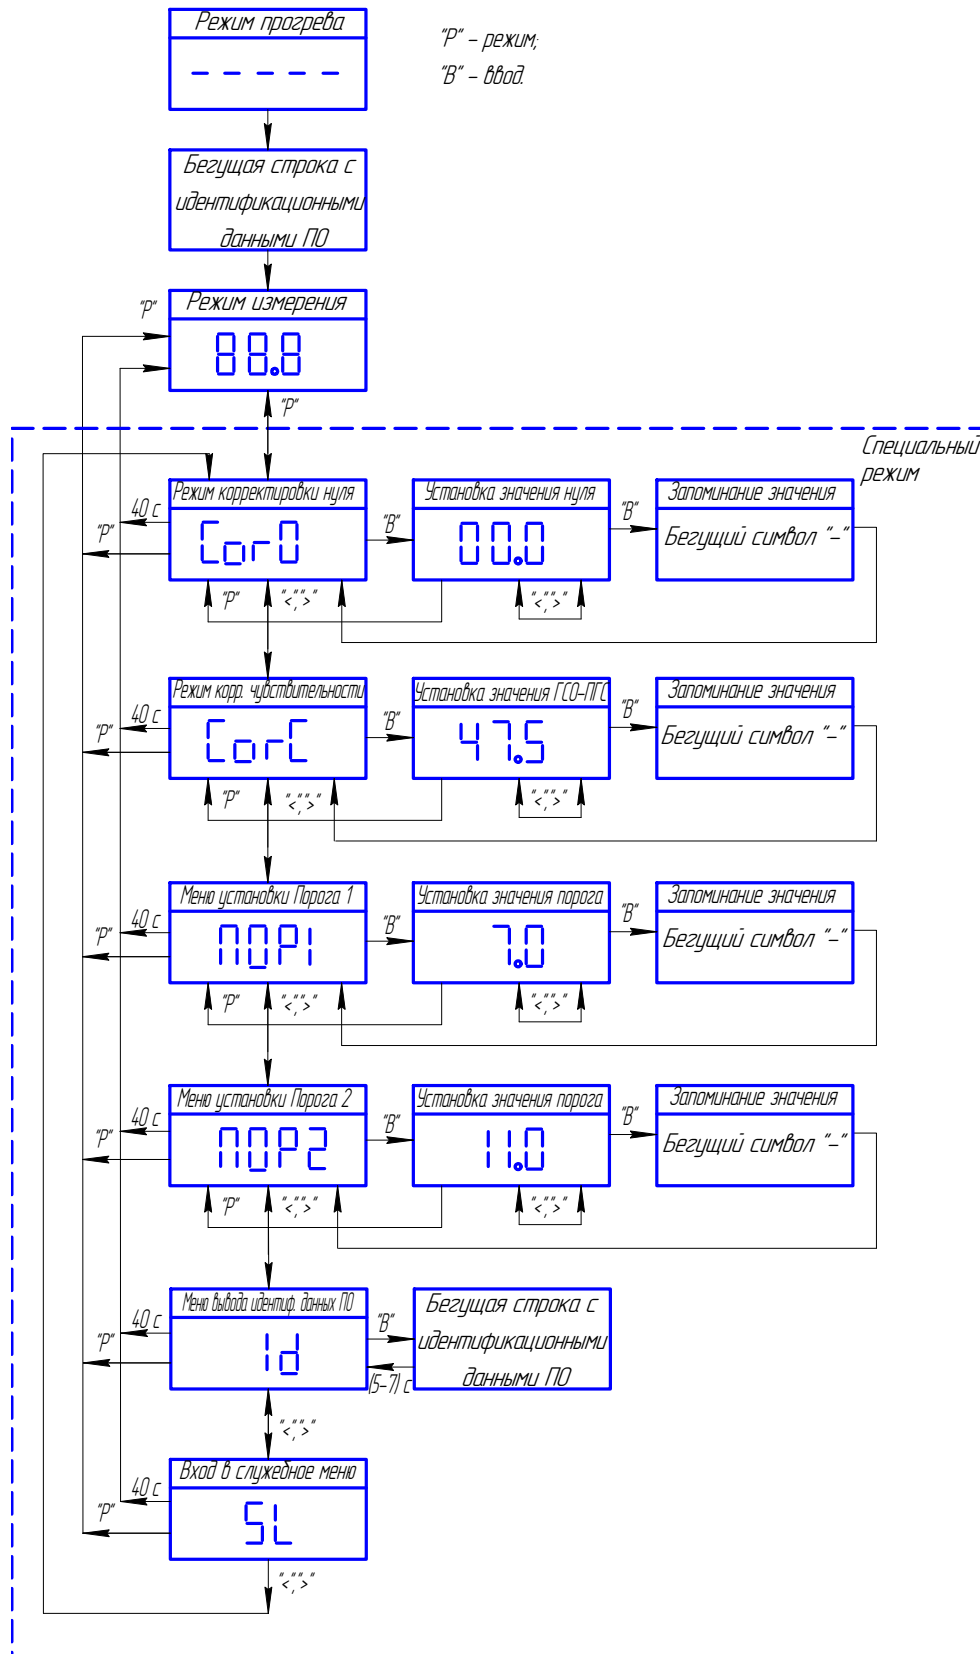 Режим прогрева
"Р" – режим;
– – – – –
"В" – ввод.
Бегущая строка с
идентификационными
данными ПО
Режим измерения
"Р"
88.8
"Р"
Специальный
режим
Режим корректировки нуля
Cor0
40 с
"Р"
"В"
Установка значения нуля
00.0
"В"
Запоминание значения
Бегущий символ "–"
"Р"
"<",">"
"<",">"
Режим корр. чувствительности
CorC
40 с
"Р"
"В"
Установка значения ГСО-ПГС
47.5
"В"
Запоминание значения
Бегущий символ "–"
"Р"
"<",">"
"<",">"
Меню установки Порога 1
ПОР1
40 с
"Р"
"В"
Установка значения порога
7.0
"В"
Запоминание значения
Бегущий символ "–"
"Р"
"<",">"
"<",">"
Меню установки Порога 2
ПОР2
40 с
"Р"
"В"
Установка значения порога
11.0
"В"
Запоминание значения
Бегущий символ "–"
"Р"
"<",">"
"<",">"
Меню вывода идентиф. данных ПО
Id
40 с
"Р"
"В"
(5–7) с
Бегущая строка с
идентификационными
данными ПО
"<",">"
Вход в служебное меню
SL
40 с
"Р"
"<",">"